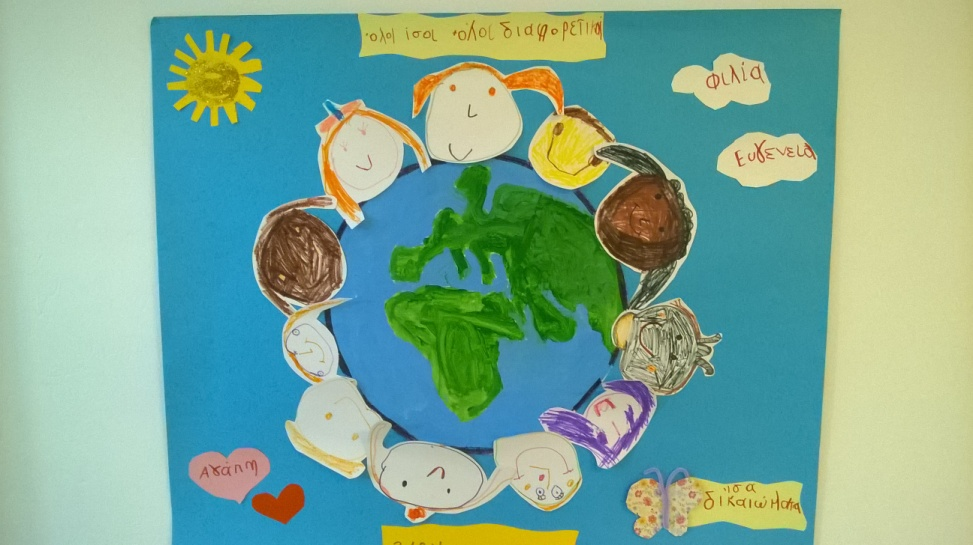 όλοι ίσοι όλοι διαφορετικοί
φιλία
Ευγένεια
Αγάπη
ίσα
δικαιώματα